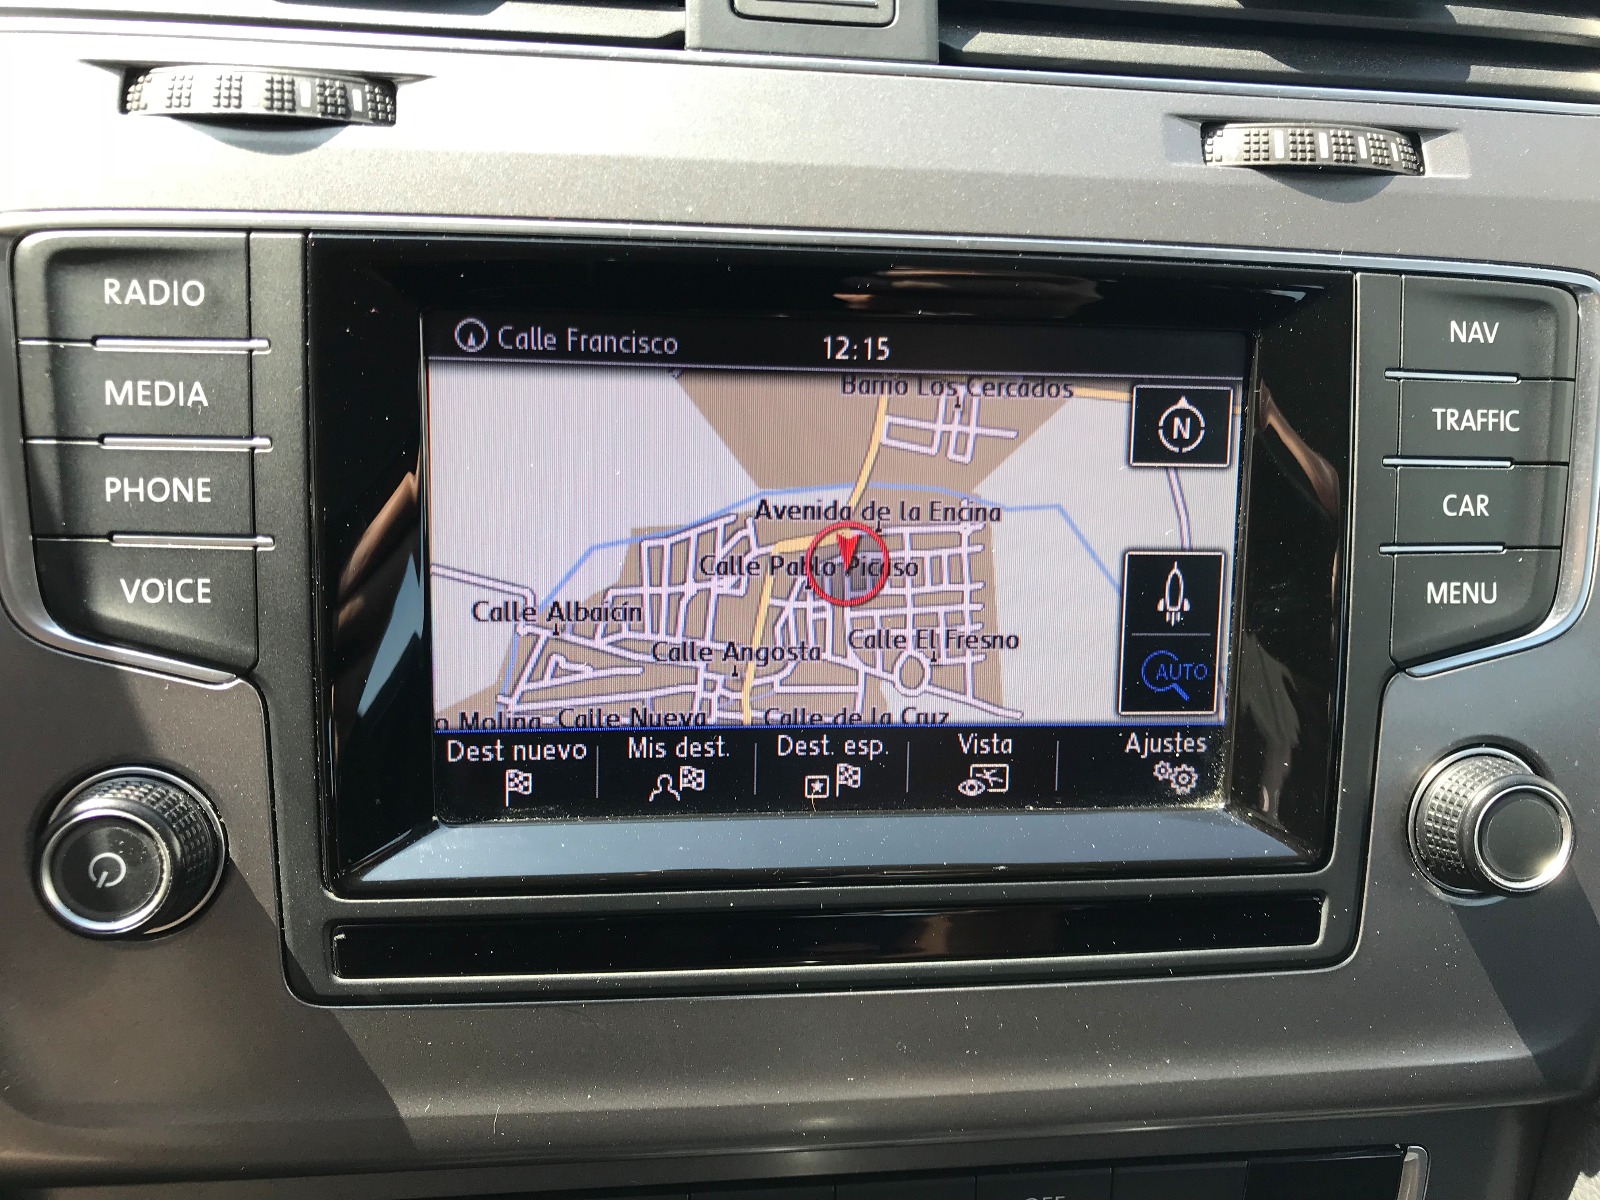 RADIO
MEDIA
PHONE
VOICE
Calle Francisco
12:15
Barrio Los Cercados
N
Avenida de la Encina
Calle Pablo Picaso
Calle Albaicín
Calle El Fresno
Calle Angosta
AUTO
o Molina
Calle Nueva
Calle de la Cruz
Dest nuevo
Mis dest.
Dest. esp.
Vista
Ajustes
NAV
TRAFFIC
CAR
MENU
OFF